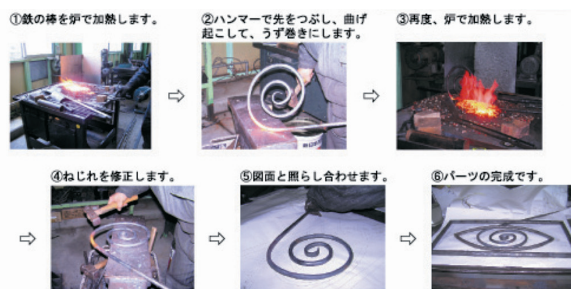 ①鉄の棒を炉で加熱します。
②ハンマーで先をつぶし、曲げ
起こして、うず巻きにします。
③再度、炉で加熱します。
④ねじれを修正します。
⑤図面と照らし合わせます。
⑥パーツの完成です。